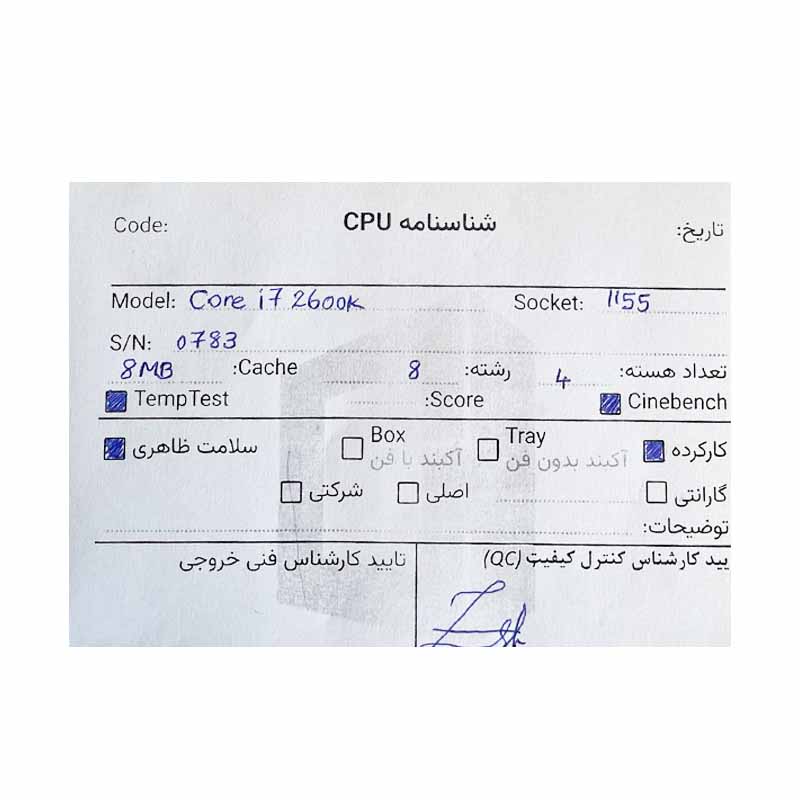 Code: شناسنامه CPU تاریخ:
Model: Core i7 2600K Socket: 1155
S/N: 0783
تعداد هسته: 4 رشته: 8 Cache: 8MB
Cinebench Score: TempTest
کارکرده Tray آکبند بدون فن Box آکبند با فن سلامت ظاهری
گارانتی اصلی شرکتی
توضیحات:
یید کارشناس کنترل کیفیت (QC) تایید کارشناس فنی خروجی